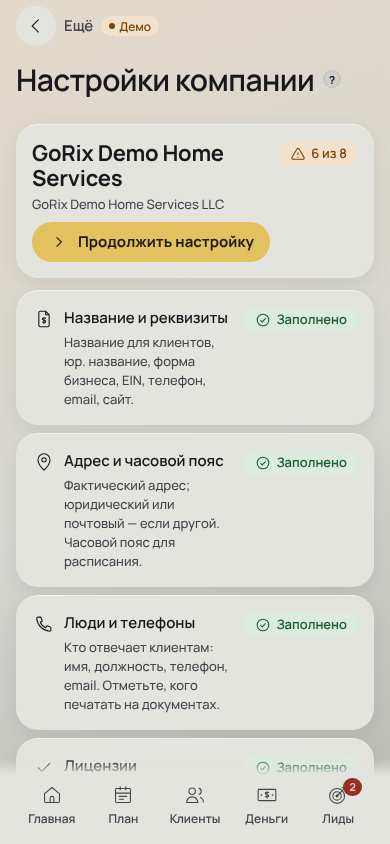 Ещё
Демо
Настройки компании
?
GoRix Demo Home
Services
6 из 8
GoRix Demo Home Services LLC
Продолжить настройку
Название и реквизиты
Заполнено
Название для клиентов,
юр. название, форма
бизнеса, EIN, телефон,
email, сайт.
Адрес и часовой пояс
Заполнено
Фактический адрес;
юридический или
почтовый — если другой.
Часовой пояс для
расписания.
Люди и телефоны
Заполнено
Кто отвечает клиентам:
имя, должность, телефон,
email. Отметьте, кого
печатать на документах.
Лицензии
Заполнено
2
Главная
План
Клиенты
Деньги
Лиды